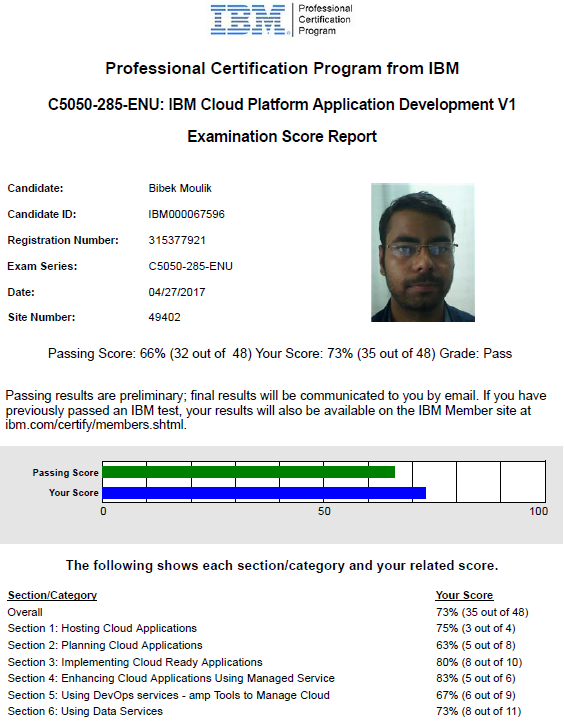 IBM Professional
Certification
Program
Professional Certification Program from IBM
C5050-285-ENU: IBM Cloud Platform Application Development V1
Examination Score Report
Candidate: Bibek Moulik
Candidate ID: IBM000067596
Registration Number: 315377921
Exam Series: C5050-285-ENU
Date: 04/27/2017
Site Number: 49402
Passing Score: 66% (32 out of 48) Your Score: 73% (35 out of 48) Grade: Pass
Passing results are preliminary; final results will be communicated to you by email. If you have
previously passed an IBM test, your results will also be available on the IBM Member site at
ibm.com/certify/members.shtml.
Passing Score
Your Score
0 50 100
The following shows each section/category and your related score.
Section/Category Your Score
Overall 73% (35 out of 48)
Section 1: Hosting Cloud Applications 75% (3 out of 4)
Section 2: Planning Cloud Applications 63% (5 out of 8)
Section 3: Implementing Cloud Ready Applications 80% (8 out of 10)
Section 4: Enhancing Cloud Applications Using Managed Service 83% (5 out of 6)
Section 5: Using DevOps services - amp Tools to Manage Cloud 67% (6 out of 9)
Section 6: Using Data Services 73% (8 out of 11)